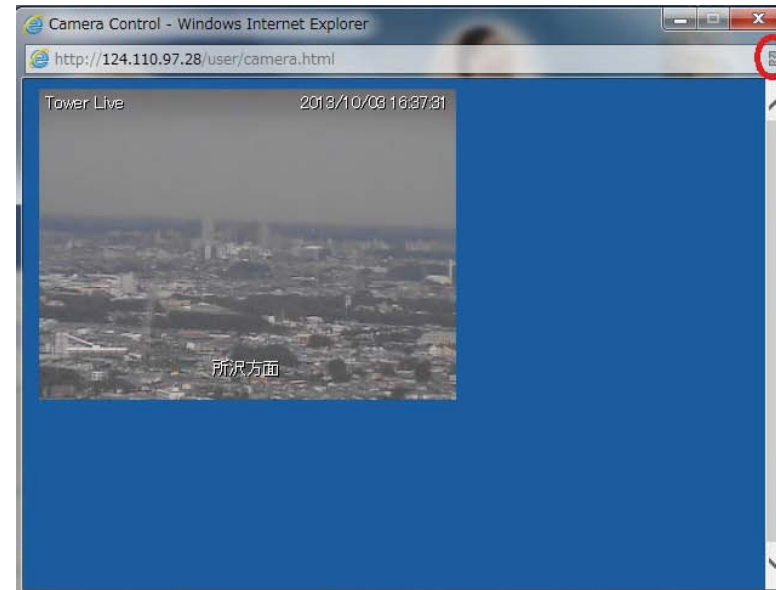 Camera Control - Windows Internet Explorer
http://124.110.97.28/user/camera.html
Tower Live 2013/10/03 16:37:31
所沢方面